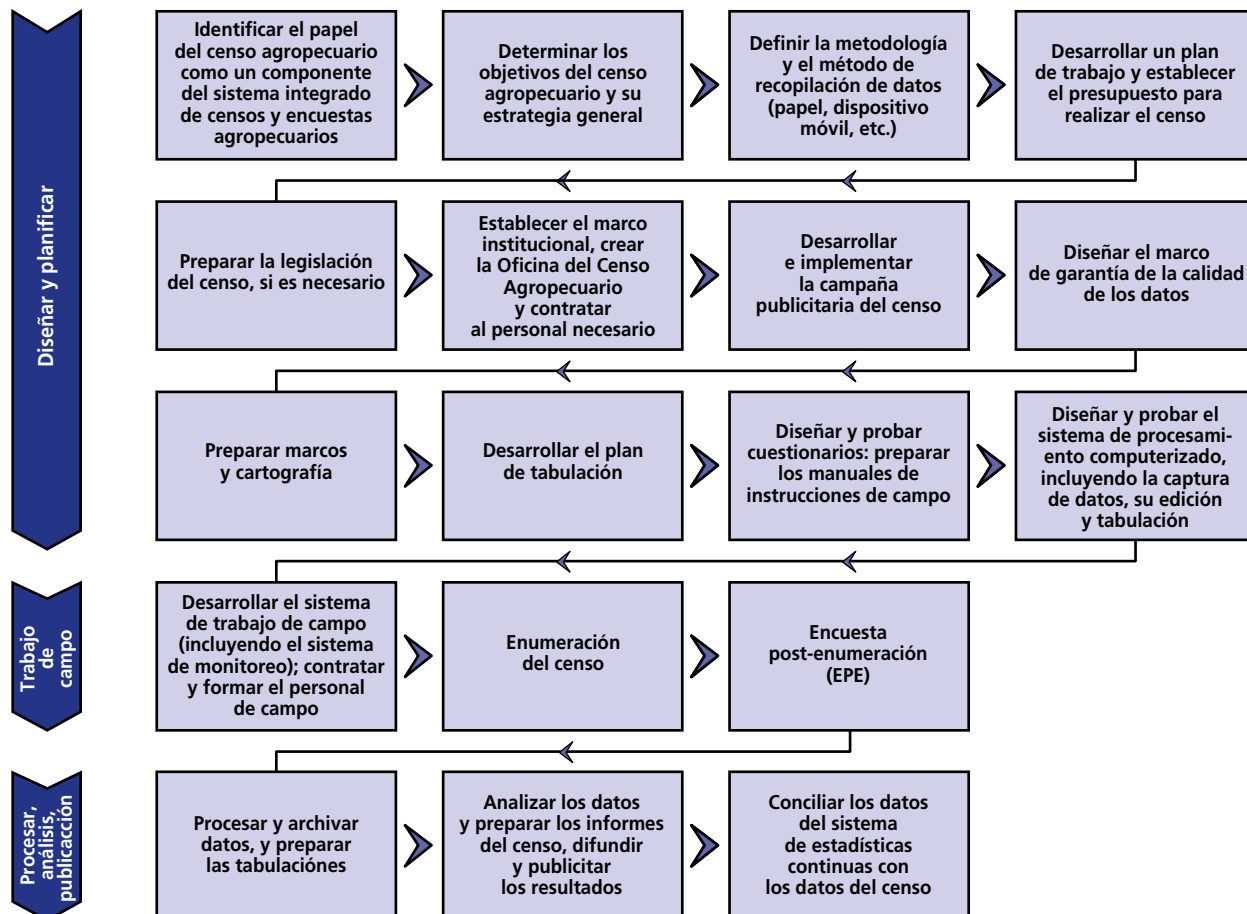 Diseñar y planificar
Identificar el papel
del censo agropecuario
como un componente
del sistema integrado
de censos y encuestas
agropecuarios
Determinar los
objetivos del censo
agropecuario y su
estrategia general
Definir la metodología
y el método de
recopilación de datos
(papel, dispositivo
móvil, etc.)
Desarrollar un plan
de trabajo y establecer
el presupuesto para
realizar el censo
Preparar la legislación
del censo, si es necesario
Establecer el marco
institucional, crear
la Oficina del Censo
Agropecuario
y contratar
al personal necesario
Desarrollar
e implementar
la campaña
publicitaria del censo
Diseñar el marco
de garantía de la calidad
de los datos
Preparar marcos
y cartografía
Desarrollar el plan
de tabulación
Diseñar y probar
cuestionarios: preparar
los manuales de
instrucciones de campo
Diseñar y probar el
sistema de procesami-
ento computerizado,
incluyendo la captura
de datos, su edición
y tabulación
Trabajo
de
campo
Desarrollar el sistema
de trabajo de campo
(incluyendo el sistema
de monitoreo); contratar
y formar el personal
de campo
Enumeración
del censo
Encuesta
post-enumeración
(EPE)
Procesar,
análisis,
publicacción
Procesar y archivar
datos, y preparar
las tabulaciónes
Analizar los datos
y preparar los informes
del censo, difundir
y publicitar
los resultados
Conciliar los datos
del sistema
de estadísticas
continuas con
los datos del censo